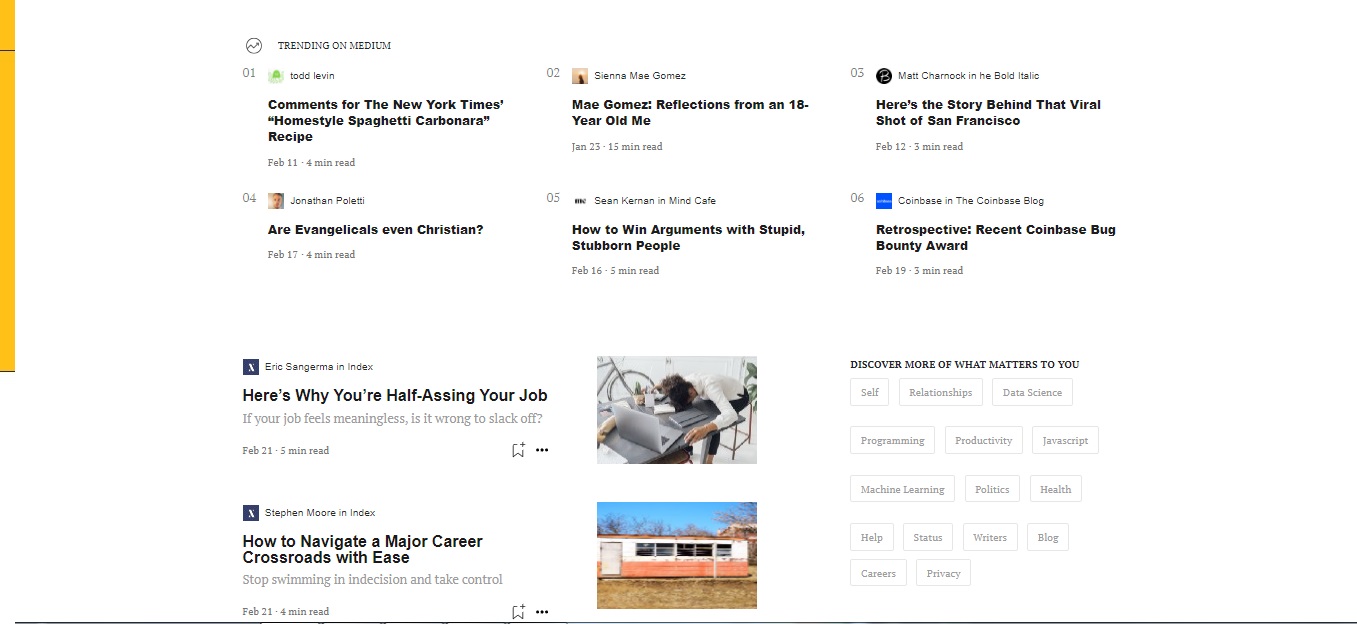 TRENDING ON MEDIUM
01
todd levin
Comments for The New York Times’
“Homestyle Spaghetti Carbonara”
Recipe
Feb 11 · 4 min read
02
Sienna Mae Gomez
Mae Gomez: Reflections from an 18-
Year Old Me
Jan 23 · 15 min read
03
Matt Charnock in he Bold Italic
Here’s the Story Behind That Viral
Shot of San Francisco
Feb 12 · 3 min read
04
Jonathan Poletti
Are Evangelicals even Christian?
Feb 17 · 4 min read
05
Sean Kernan in Mind Cafe
How to Win Arguments with Stupid,
Stubborn People
Feb 16 · 5 min read
06
Coinbase in The Coinbase Blog
Retrospective: Recent Coinbase Bug
Bounty Award
Feb 19 · 3 min read
Eric Sangerma in Index
Here’s Why You’re Half-Assing Your Job
If your job feels meaningless, is it wrong to slack off?
Feb 21 · 5 min read
Stephen Moore in Index
How to Navigate a Major Career
Crossroads with Ease
Stop swimming in indecision and take control
Feb 21 · 4 min read
DISCOVER MORE OF WHAT MATTERS TO YOU
Self Relationships Data Science
Programming Productivity Javascript
Machine Learning Politics Health
Help Status Writers Blog
Careers Privacy